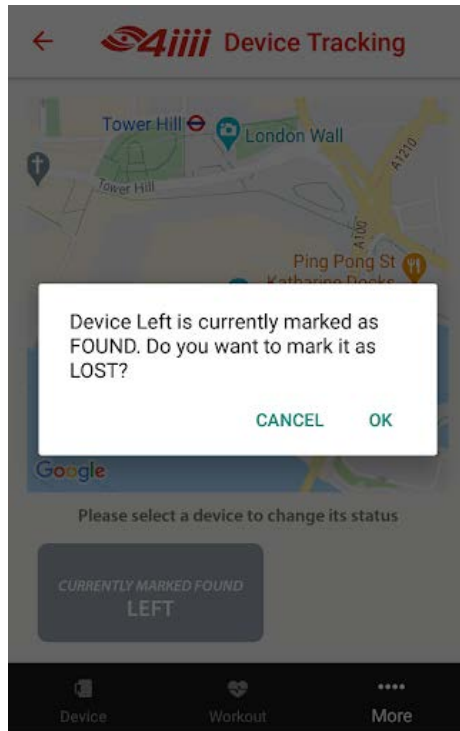 4iiii Device Tracking
Tower Hill
London Wall
A1210
Tower Hill
A100
Ping Pong St
Katharine Docks
Device Left is currently marked as
FOUND. Do you want to mark it as
LOST?
CANCEL OK
Google
Please select a device to change its status
CURRENTLY MARKED FOUND
LEFT
Device Workout More